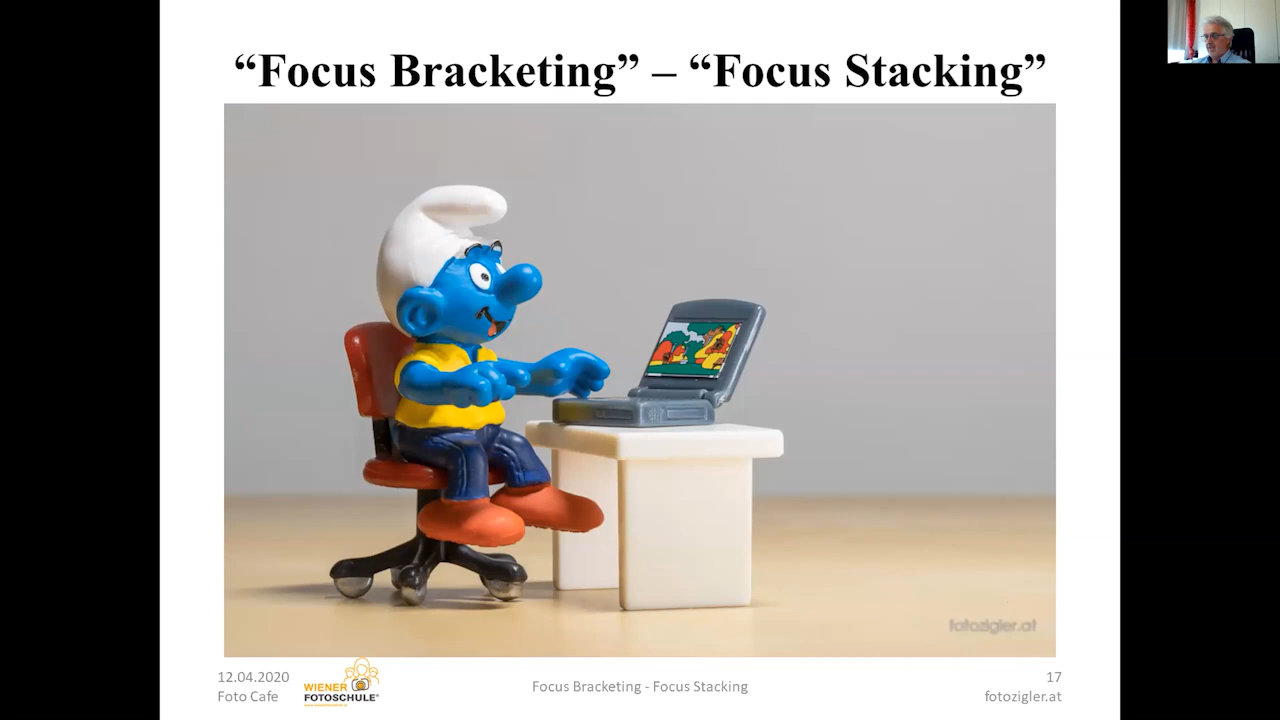 “Focus Bracketing” – “Focus Stacking”
fotozigler.at
12.04.2020
Foto Cafe
WIENER
FOTOSCHULE®
Focus Bracketing - Focus Stacking
17
fotozigler.at